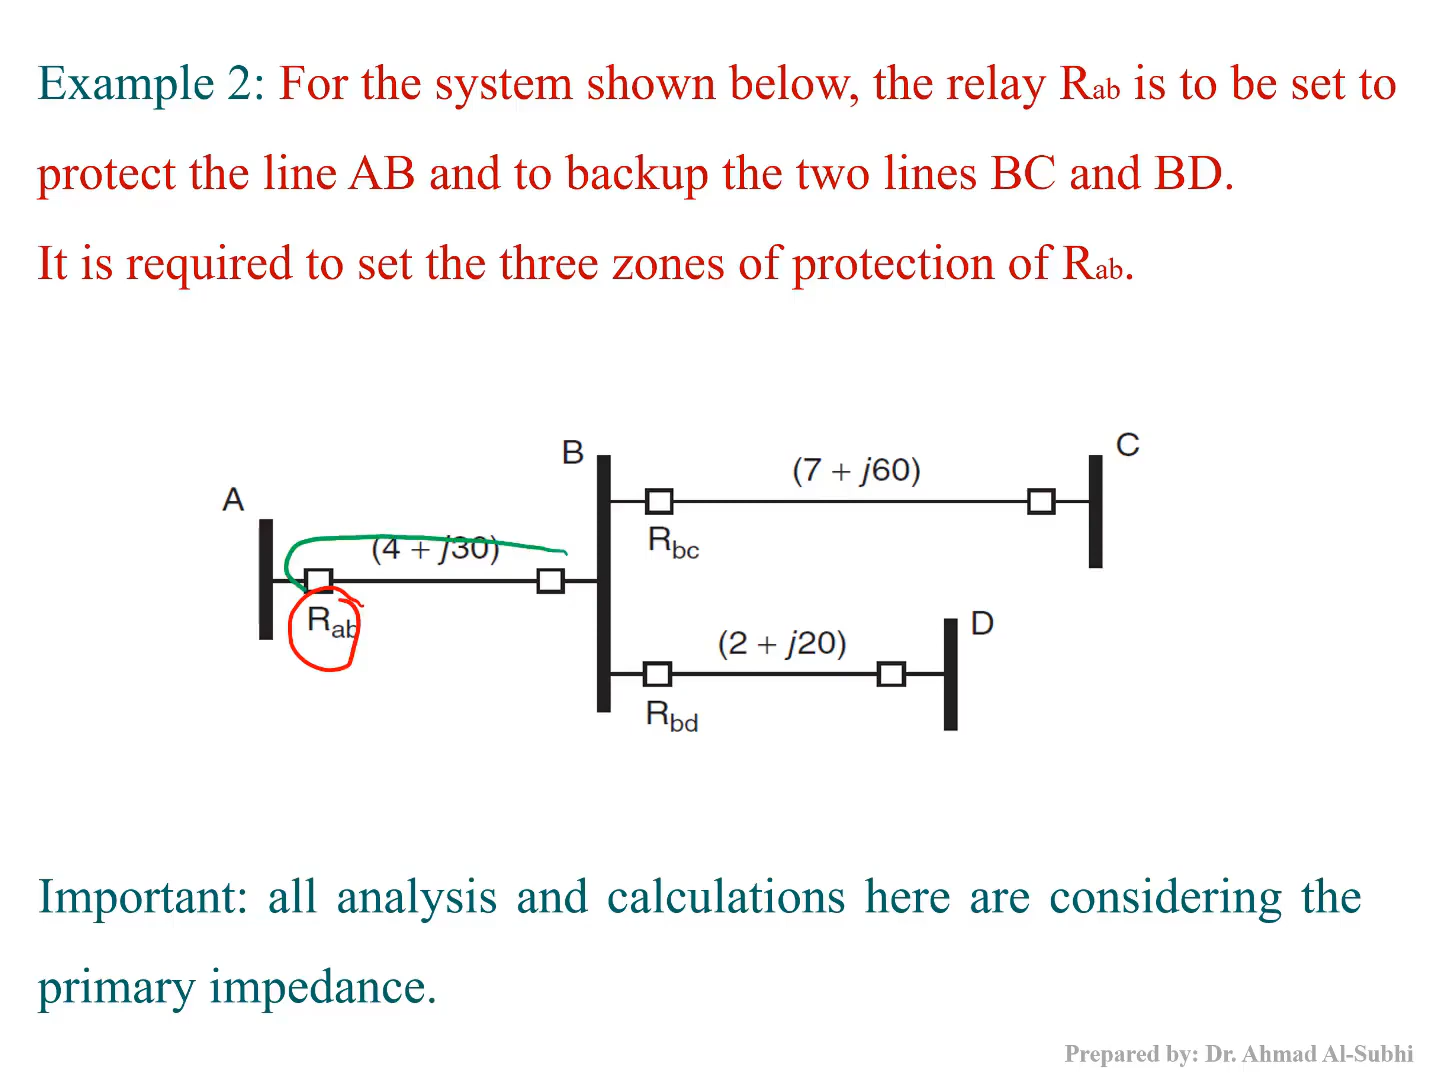 Example 2: For the system shown below, the relay Rab is to be set to
protect the line AB and to backup the two lines BC and BD.
It is required to set the three zones of protection of Rab.
A
B
C
D
(4 + j30)
(7 + j60)
(2 + j20)
Rab
Rbc
Rbd
Important: all analysis and calculations here are considering the
primary impedance.
Prepared by: Dr. Ahmad Al-Subhi